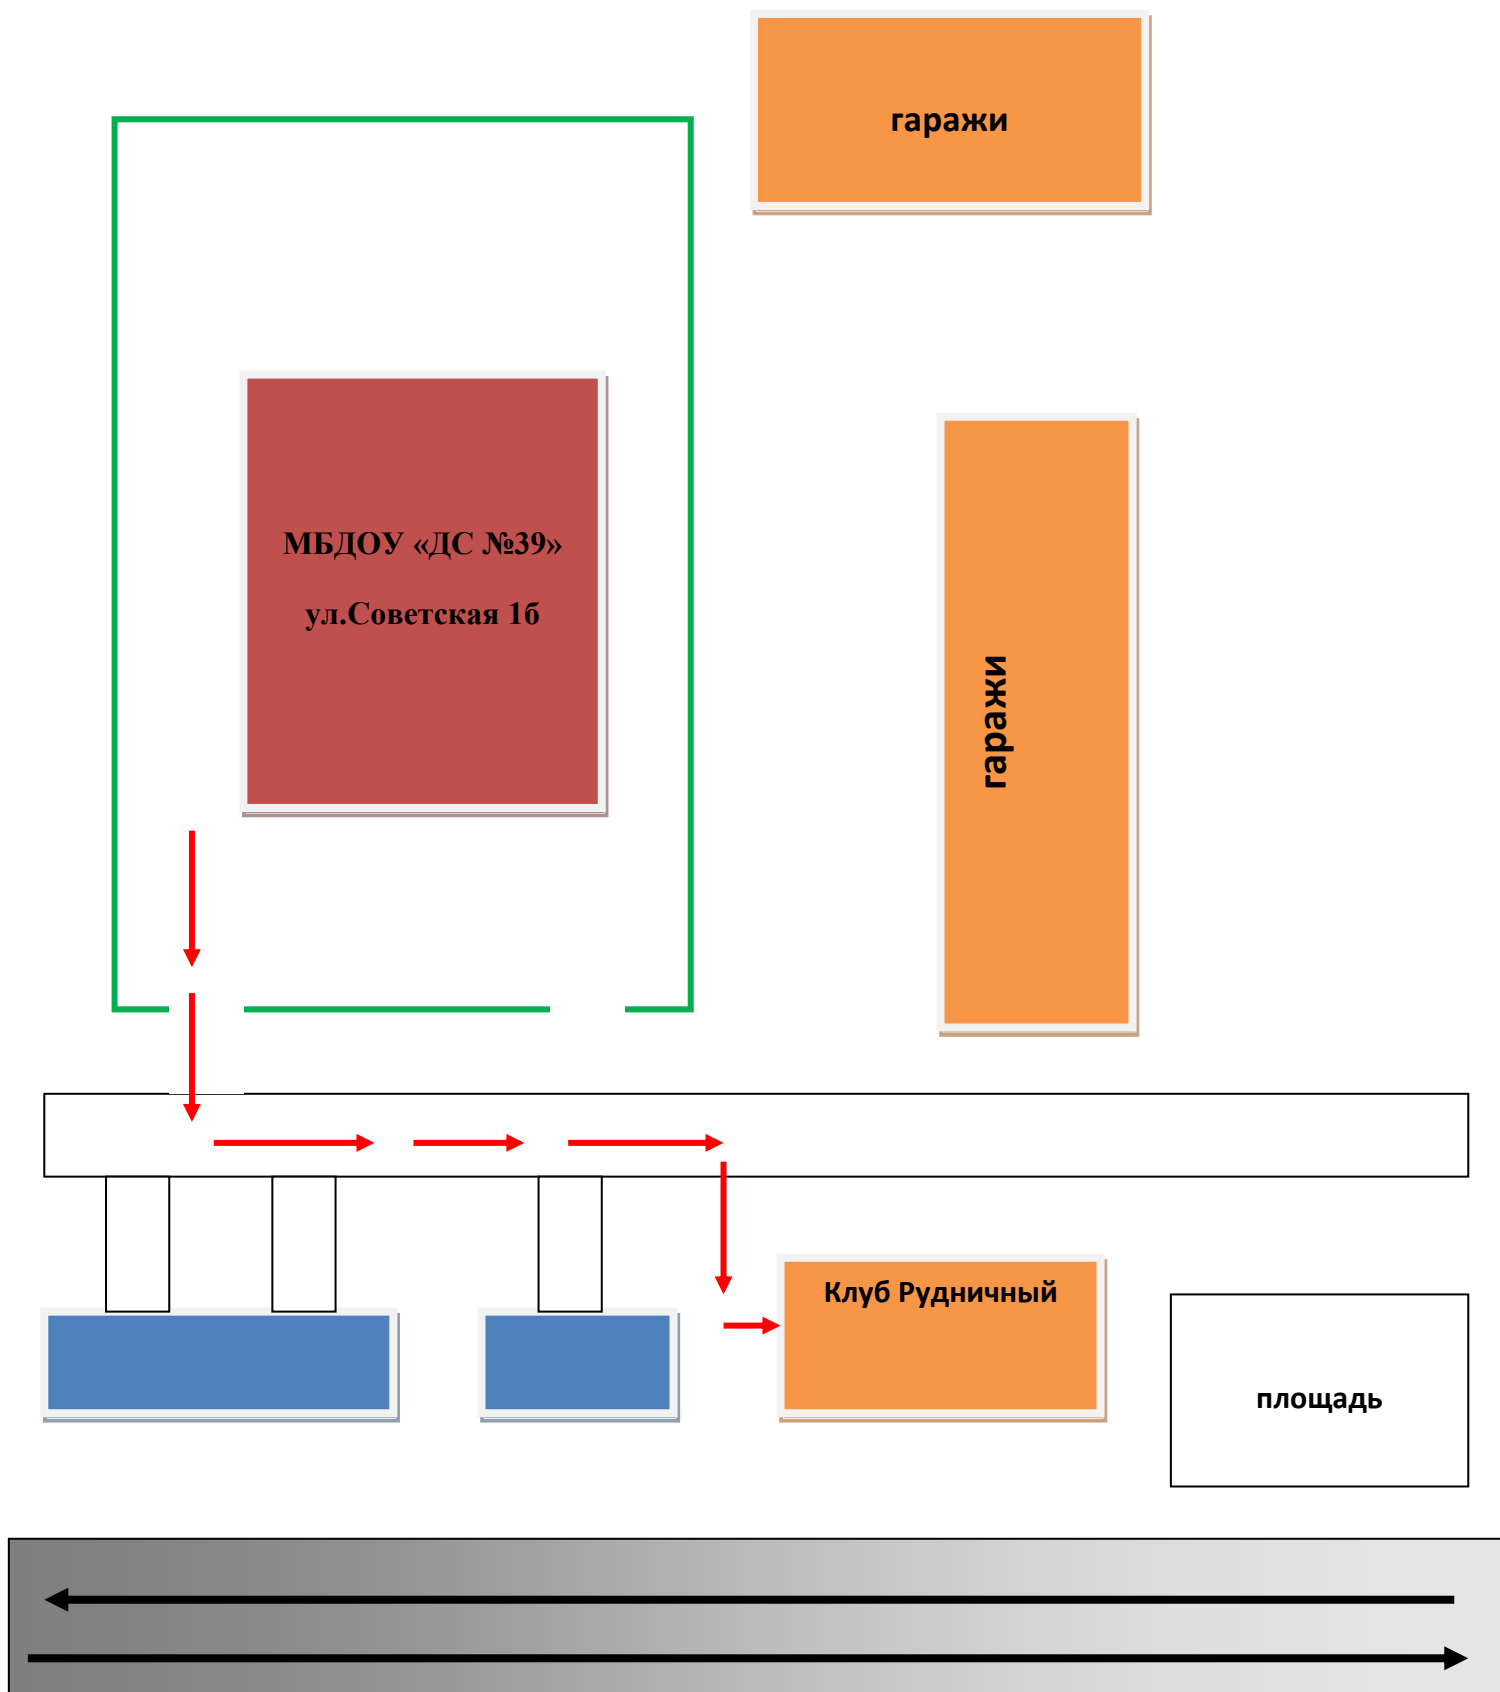 гаражи
МБДОУ «ДС №39»
ул.Советская 1б
гаражи
Клуб Рудничный
площадь